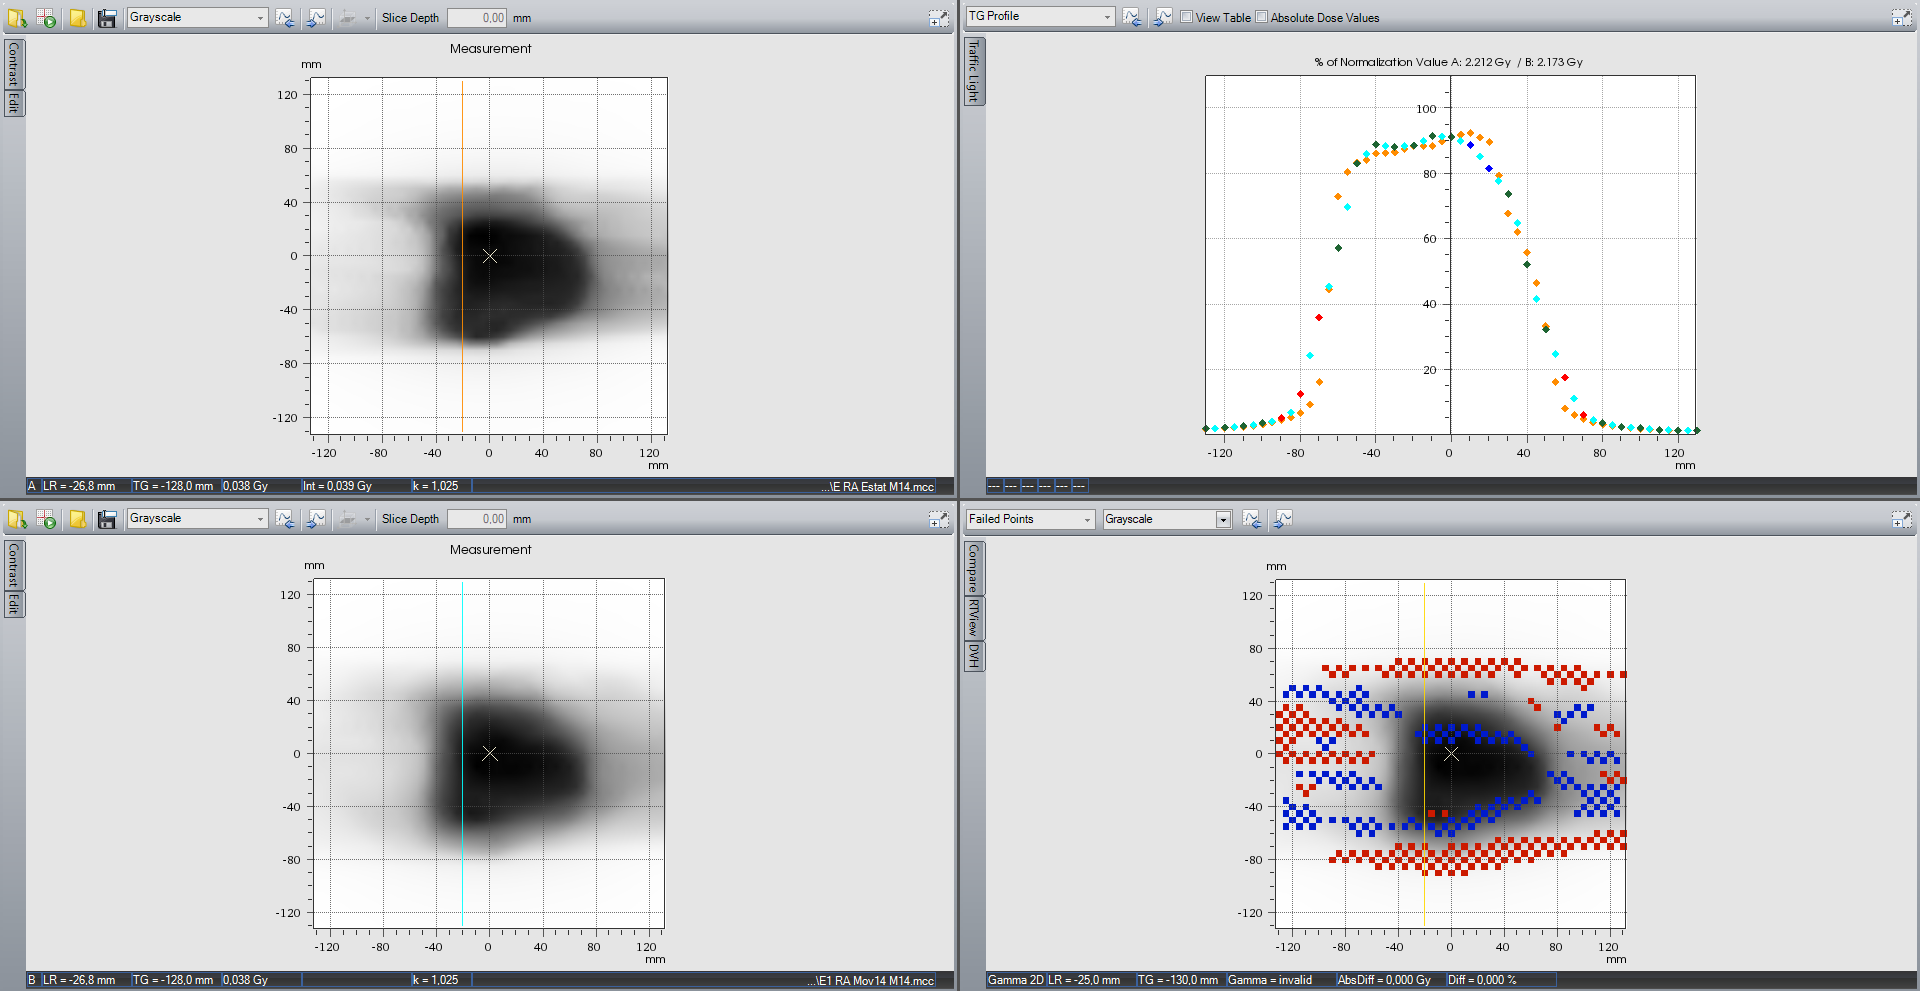 Grayscale
Slice Depth 0,00 mm
Contrast
Edit
Measurement
mm
120
80
40
0
-40
-80
-120
-120 -80 -40 0 40 80 120
mm
A LR = -26,8 mm TG = -128,0 mm 0,038 Gy Int = 0,039 Gy k = 1,025 ...\E RA Estat M14.mcc
TG Profile View Table Absolute Dose Values
Traffic Light
% of Normalization Value A: 2.212 Gy / B: 2.173 Gy
100
80
60
40
20
-120 -80 -40 0 40 80 120
mm
--- --- --- --- --- ---
Grayscale
Slice Depth 0,00 mm
Contrast
Edit
Measurement
mm
120
80
40
0
-40
-80
-120
-120 -80 -40 0 40 80 120
mm
B LR = -26,8 mm TG = -128,0 mm 0,038 Gy k = 1,025 ...\E1 RA Mov14 M14.mcc
Failed Points Grayscale
Compare
RTView
DVH
mm
120
80
40
0
-40
-80
-120
-120 -80 -40 0 40 80 120
mm
Gamma 2D LR = -25,0 mm TG = -130,0 mm Gamma = invalid AbsDiff = 0,000 Gy Diff = 0,000 %